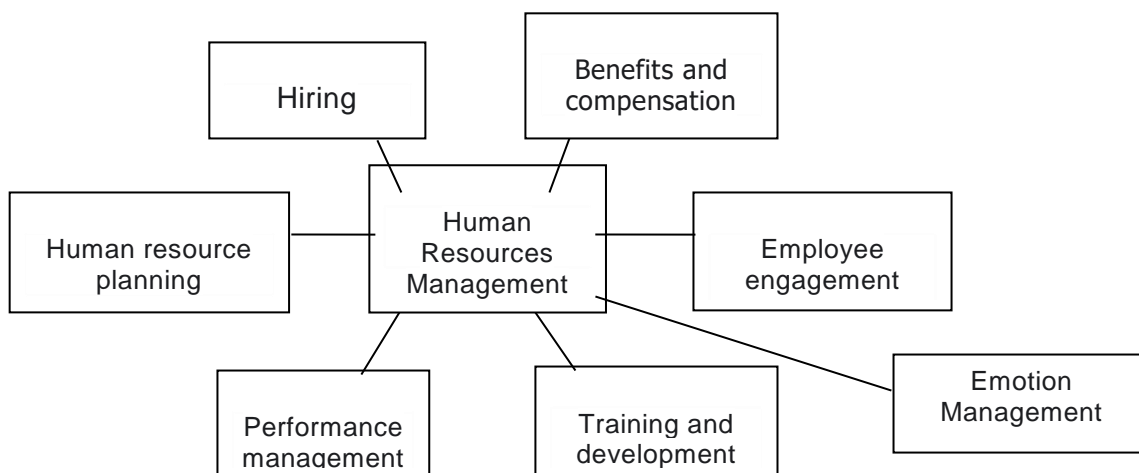 Hiring
Benefits and
compensation
Human resource
planning
Human
Resources
Management
Employee
engagement
Performance
management
Training and
development
Emotion
Management